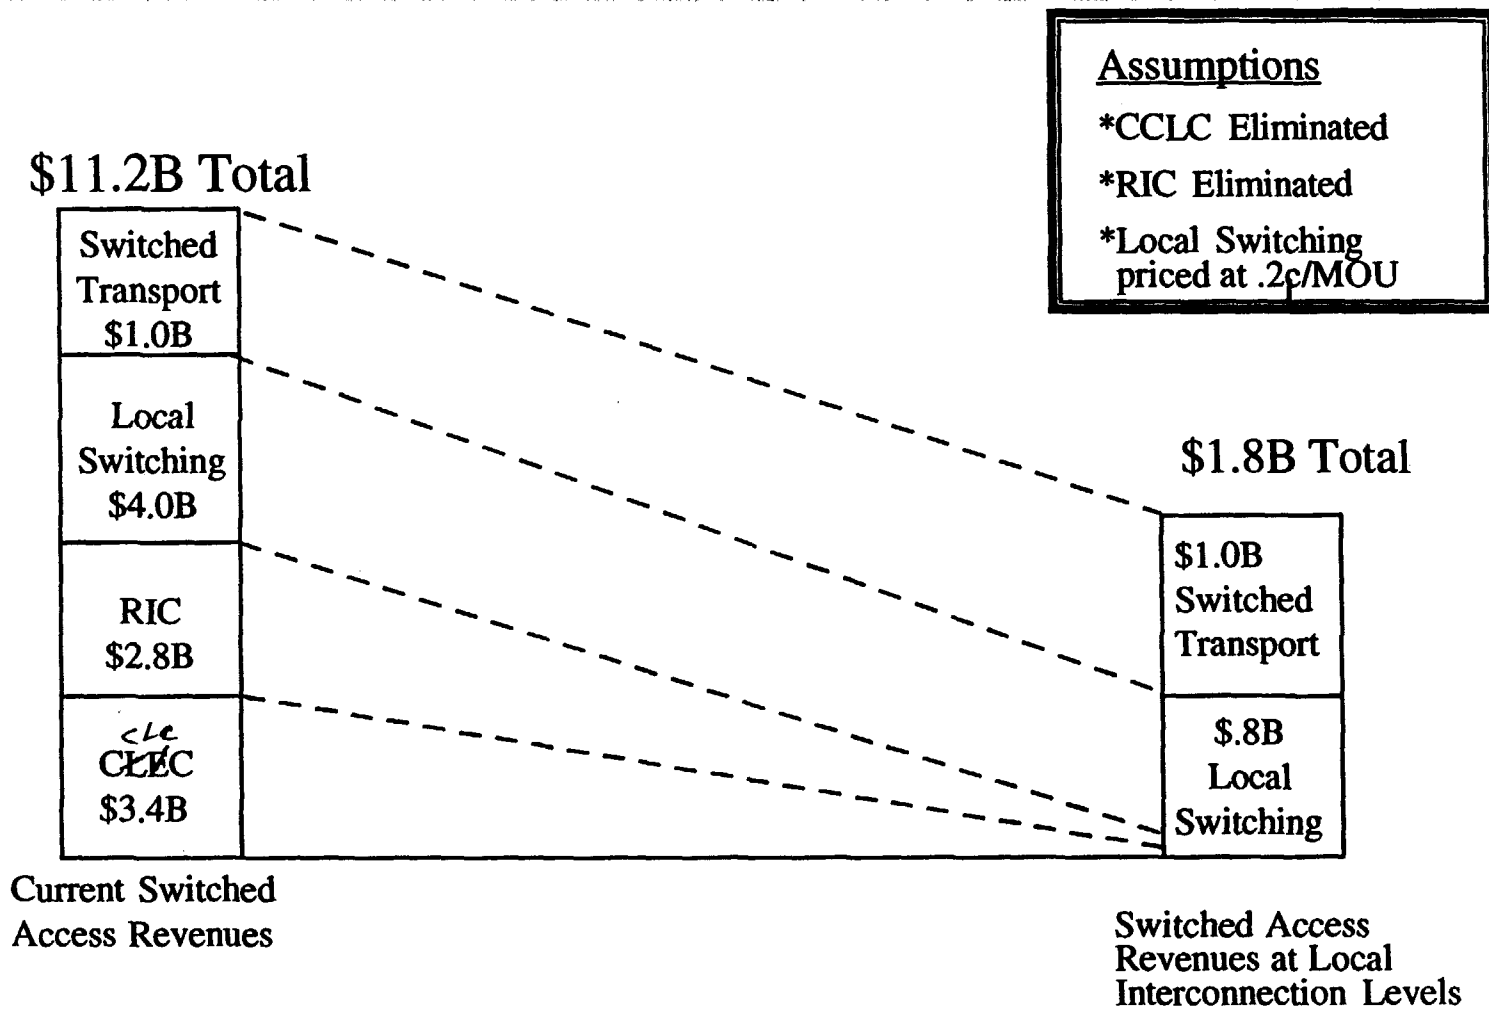 Assumptions
*CCLC Eliminated
*RIC Eliminated
*Local Switching
priced at .2¢/MOU
$11.2B Total
Switched
Transport
$1.0B
Local
Switching
$4.0B
RIC
$2.8B
CLC
CLEC
$3.4B
Current Switched
Access Revenues
$1.8B Total
$1.0B
Switched
Transport
$.8B
Local
Switching
Switched Access
Revenues at Local
Interconnection Levels